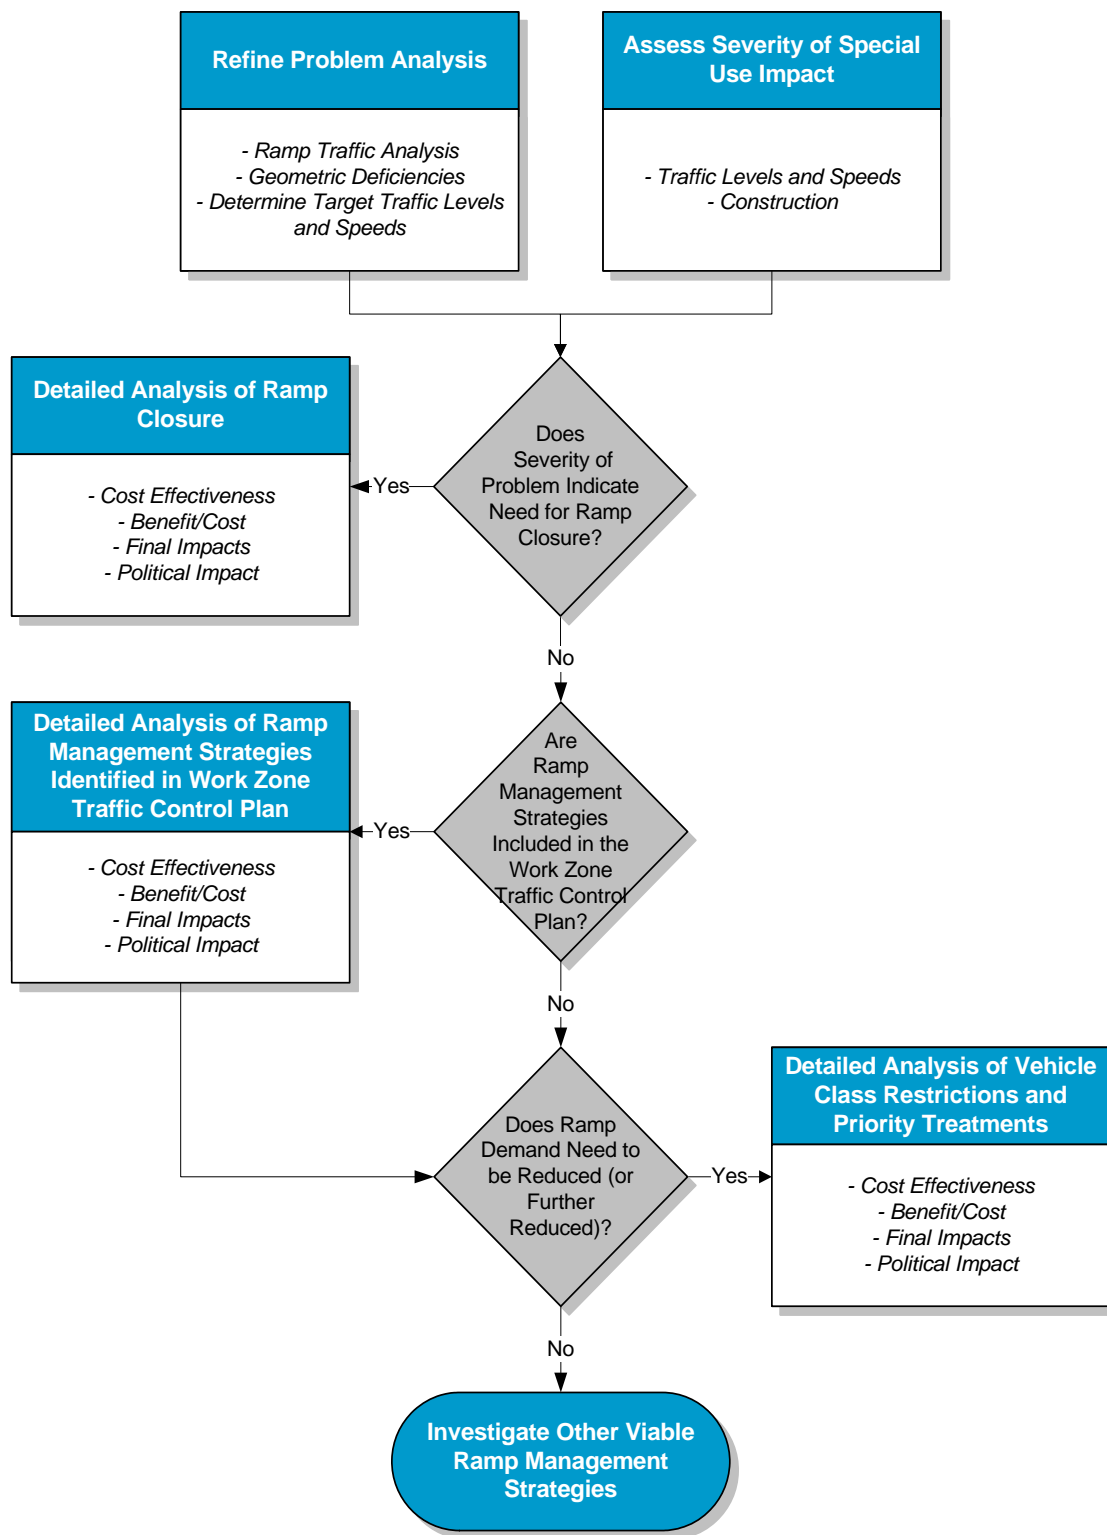 Refine Problem Analysis
- Ramp Traffic Analysis
- Geometric Deficiencies
- Determine Target Traffic Levels
and Speeds
Assess Severity of Special
Use Impact
- Traffic Levels and Speeds
- Construction
Does
Severity of
Problem Indicate
Need for Ramp
Closure?
Yes
Detailed Analysis of Ramp
Closure
- Cost Effectiveness
- Benefit/Cost
- Final Impacts
- Political Impact
No
Are
Ramp
Management
Strategies
Included in the
Work Zone
Traffic Control
Plan?
Yes
Detailed Analysis of Ramp
Management Strategies
Identified in Work Zone
Traffic Control Plan
- Cost Effectiveness
- Benefit/Cost
- Final Impacts
- Political Impact
No
Does Ramp
Demand Need to
be Reduced (or
Further
Reduced)?
Yes
Detailed Analysis of Vehicle
Class Restrictions and
Priority Treatments
- Cost Effectiveness
- Benefit/Cost
- Final Impacts
- Political Impact
No
Investigate Other Viable
Ramp Management
Strategies